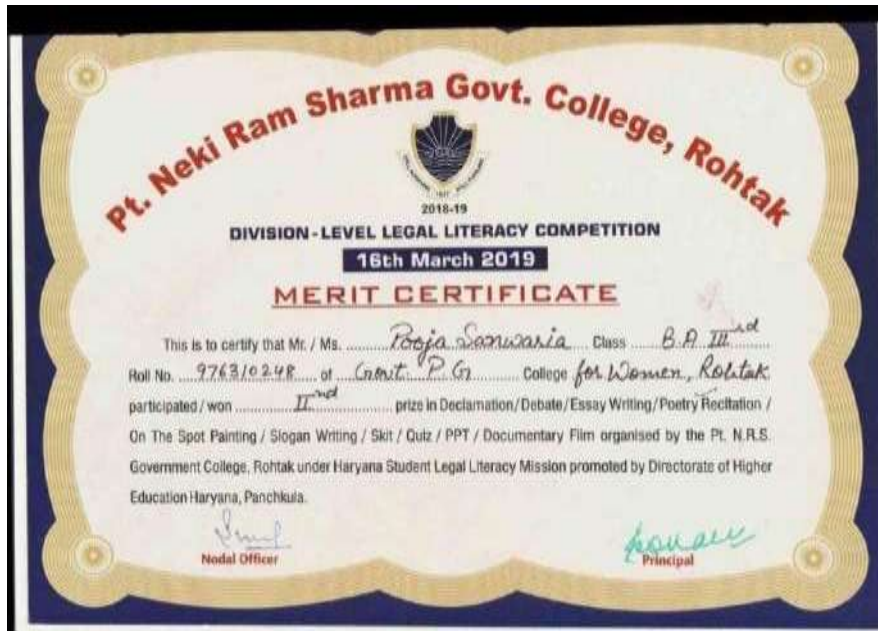 Pt. Neki Ram Sharma Govt. College, Rohtak
2018-19
DIVISION-LEVEL LEGAL LITERACY COMPETITION
16th March 2019
MERIT CERTIFICATE
This is to certify that Mr. / Ms. Pooja Sanwaria Class B.A IIIrd
Roll No. 976310248 of Govt. P.G College for Women, Rohtak
participated / won IInd prize in Declamation / Debate / Essay Writing / Poetry Recitation /
On The Spot Painting / Slogan Writing / Skit / Quiz / PPT / Documentary Film organised by the Pt. N.R.S.
Government College, Rohtak under Haryana Student Legal Literacy Mission promoted by Directorate of Higher
Education Haryana, Panchkula.
Nodal Officer
Principal